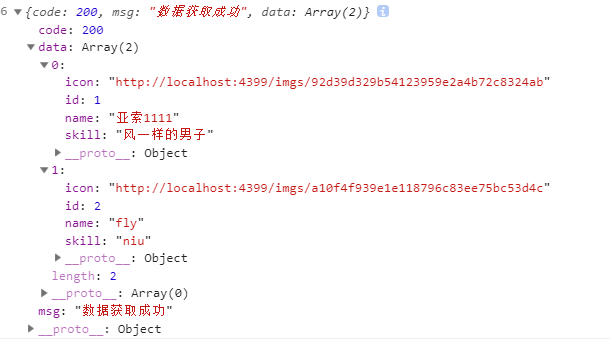 6 ▼{code: 200, msg: "数据获取成功", data: Array(2)} i
code: 200
▼data: Array(2)
▼0:
icon: "http://localhost:4399/imgs/92d39d329b54123959e2a4b72c8324ab"
id: 1
name: "亚索1111"
skill: "风一样的男子"
▶__proto__: Object
▼1:
icon: "http://localhost:4399/imgs/a10f4f939e1e118796c83ee75bc53d4c"
id: 2
name: "fly"
skill: "niu"
▶__proto__: Object
length: 2
▶__proto__: Array(0)
msg: "数据获取成功"
▶__proto__: Object